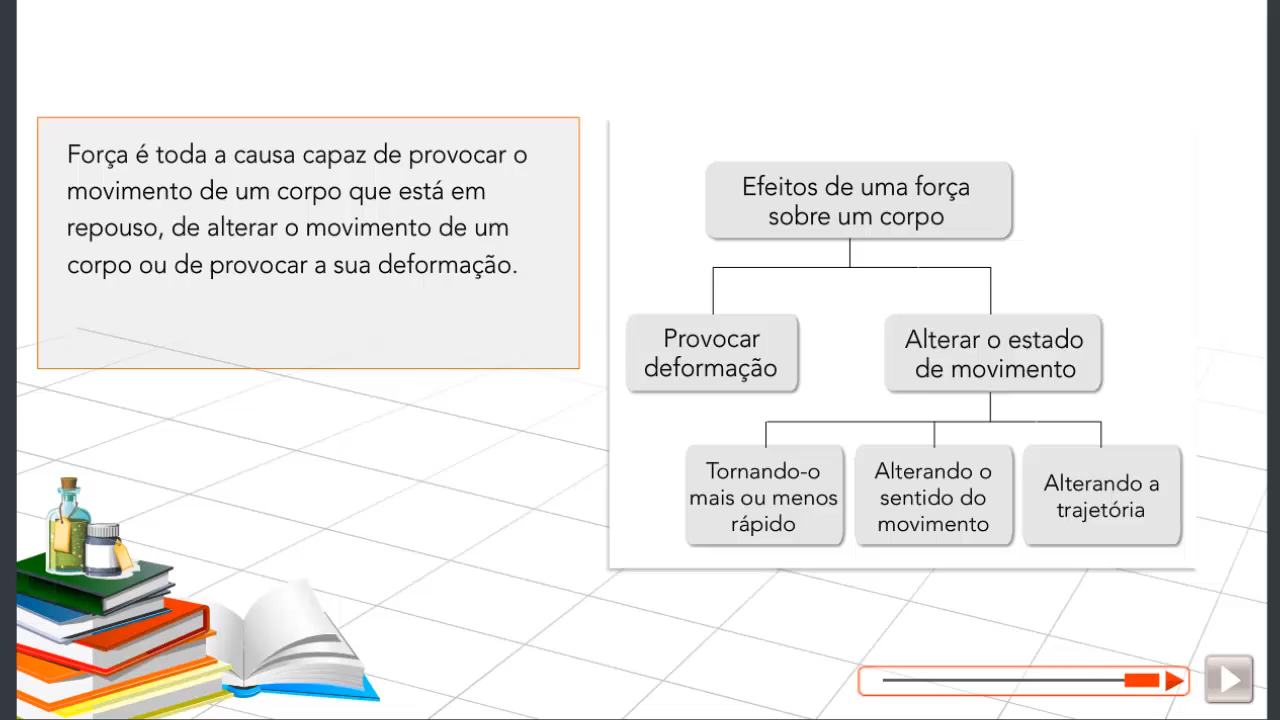 Força é toda a causa capaz de provocar o
movimento de um corpo que está em
repouso, de alterar o movimento de um
corpo ou de provocar a sua deformação.
Efeitos de uma força
sobre um corpo
Provocar
deformação
Alterar o estado
de movimento
Tornando-o
mais ou menos
rápido
Alterando o
sentido do
movimento
Alterando a
trajetória